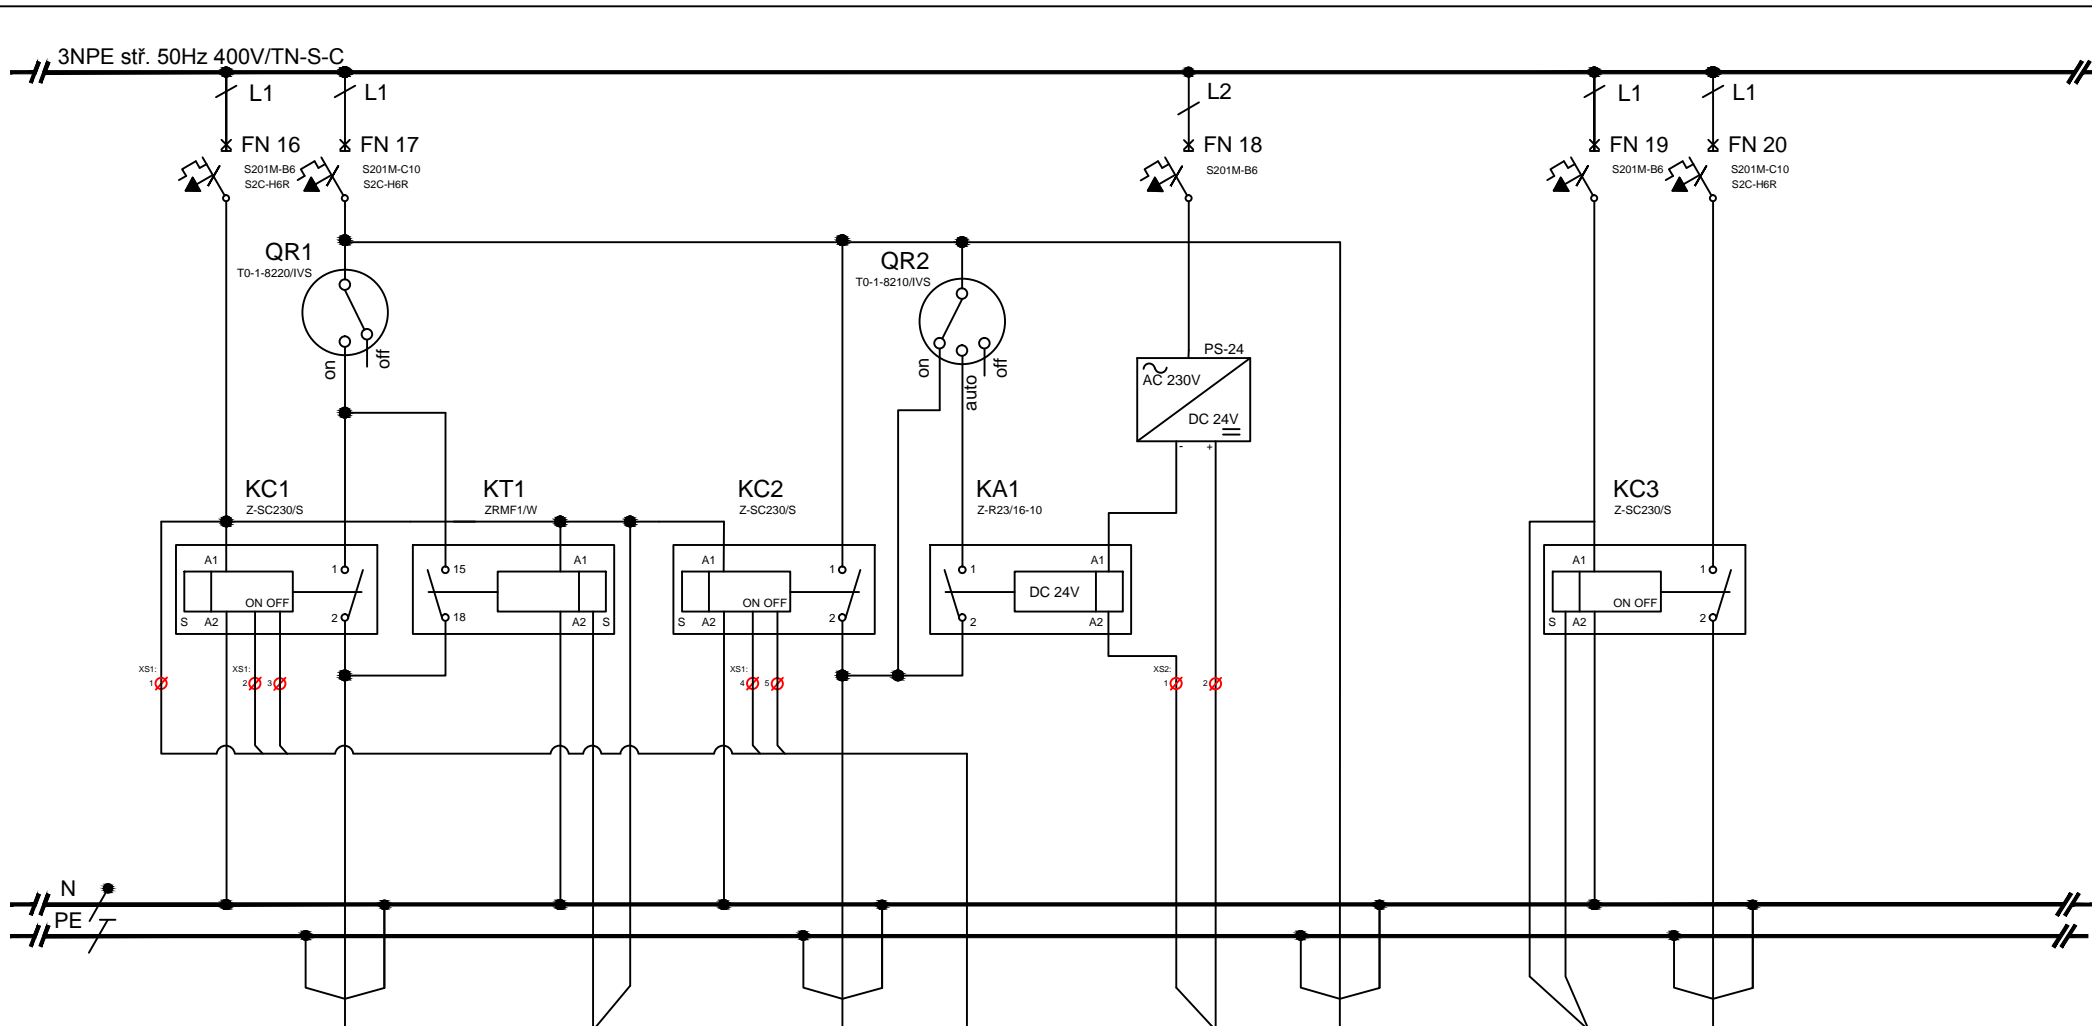 3NPE stř. 50Hz 400V/TN-S-C
L1
L1
L2
L1
L1
FN 16
S201M-B6
S2C-H6R
FN 17
S201M-C10
S2C-H6R
FN 18
S201M-B6
FN 19
S201M-B6
FN 20
S201M-C10
S2C-H6R
QR1
T0-1-8220/IVS
on
off
QR2
T0-1-8210/IVS
on
auto
off
PS-24
AC 230V
DC 24V
-
+
KC1
Z-SC230/S
A1
ON OFF
S
A2
1
2
KT1
ZRMF1/W
15
18
A1
A2
S
KC2
Z-SC230/S
A1
ON OFF
S
A2
1
2
KA1
Z-R23/16-10
1
2
DC 24V
A1
A2
KC3
Z-SC230/S
A1
ON OFF
S
A2
1
2
XS1:
1
XS1:
2
3
XS1:
4
5
XS2:
1
2
N
PE